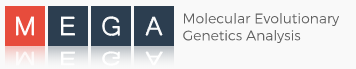 MEGA
Molecular Evolutionary
Genetics Analysis